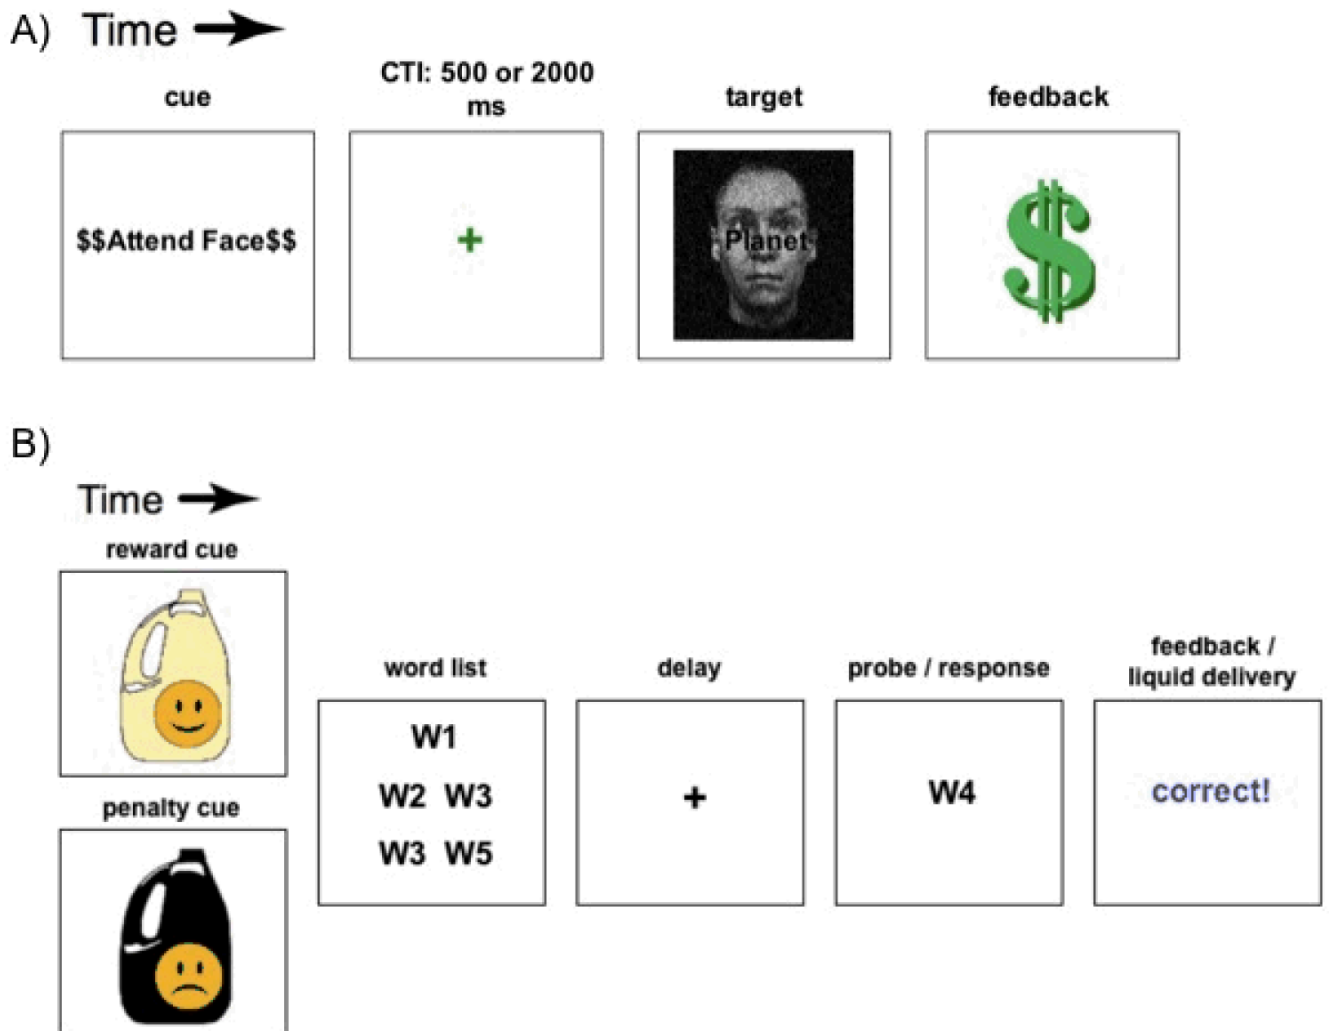 A) Time
cue
CTI: 500 or 2000
ms
target
feedback
$$Attend Face$$
+
Planet
$
B)
Time
reward cue
penalty cue
word list
W1
W2 W3
W3 W5
delay
+
probe / response
W4
feedback /
liquid delivery
correct!